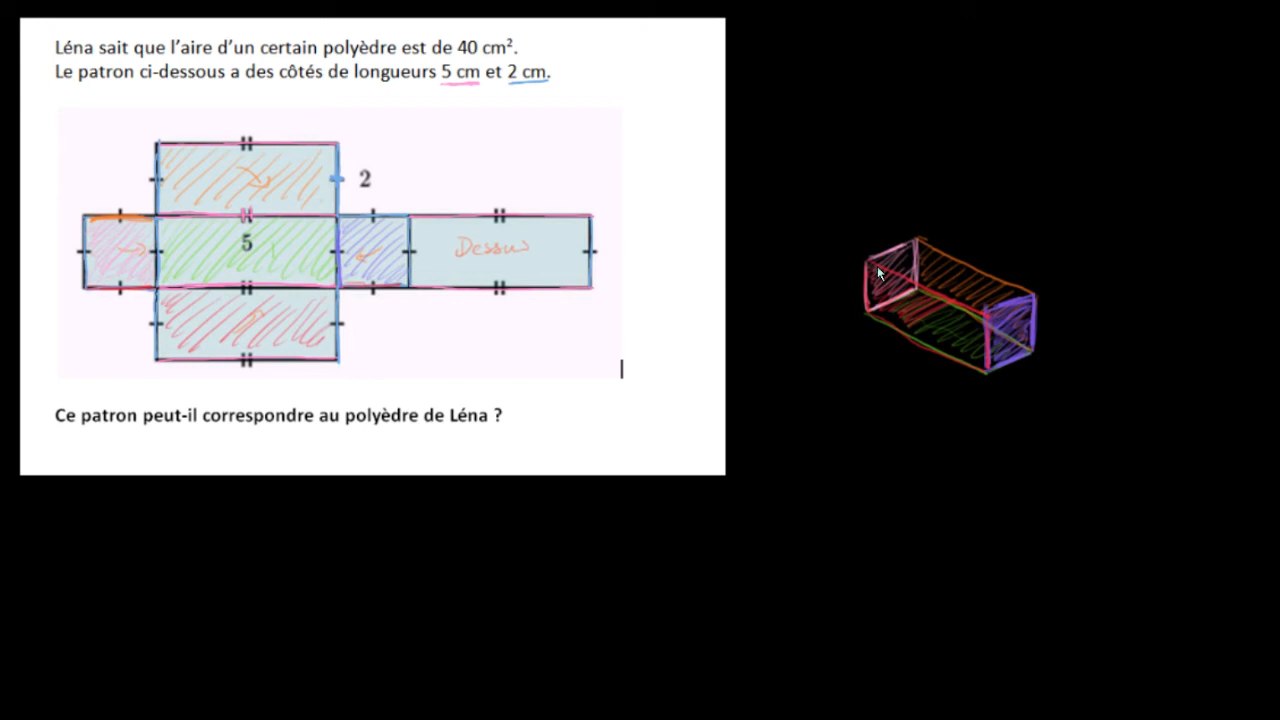 Léna sait que l’aire d’un certain polyèdre est de 40 cm².
Le patron ci-dessous a des côtés de longueurs 5 cm et 2 cm.
2
5
Dessus
Ce patron peut-il correspondre au polyèdre de Léna ?